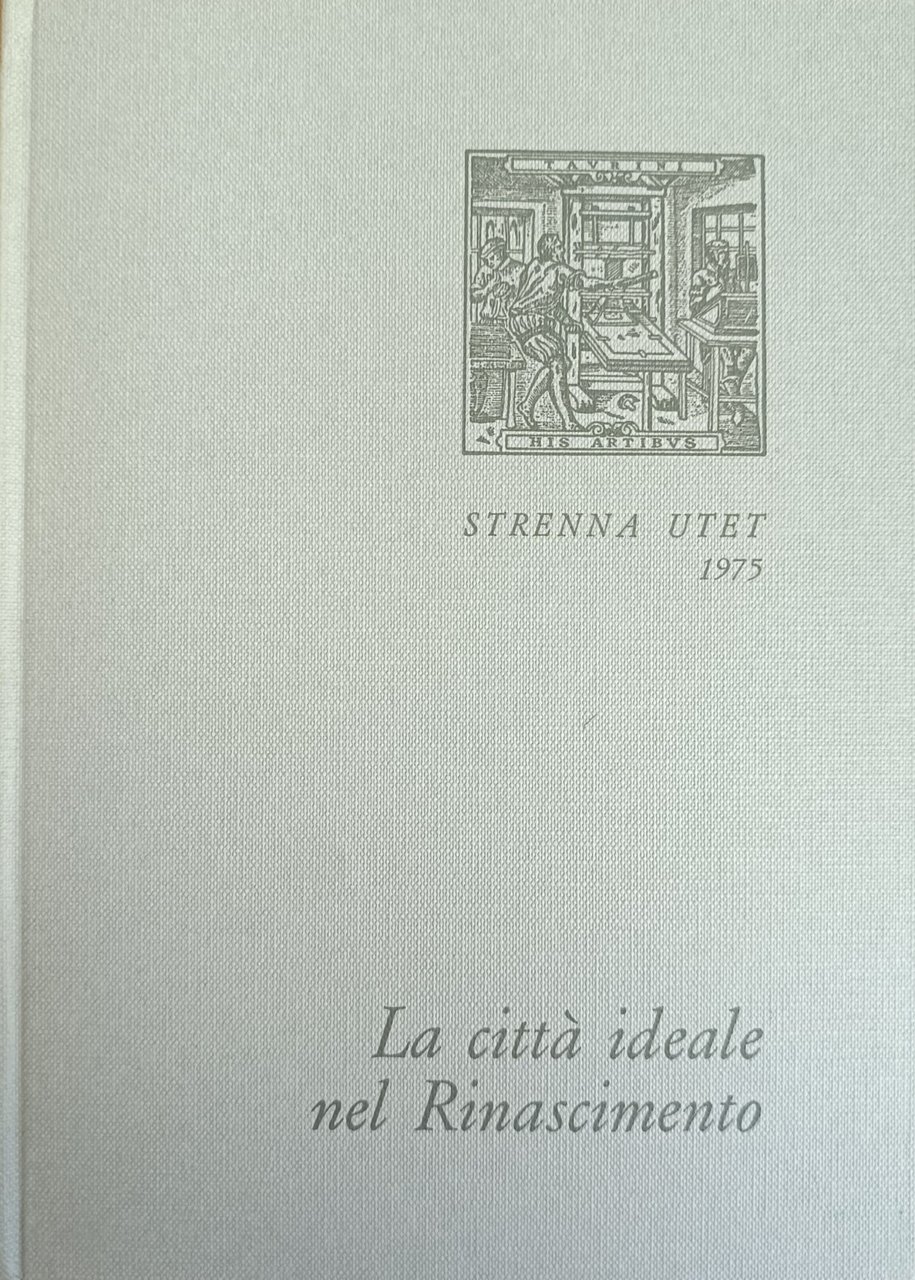 TAVRINI
HIS ARTIBVS
STRENNA UTET
1975
La città ideale
nel Rinascimento